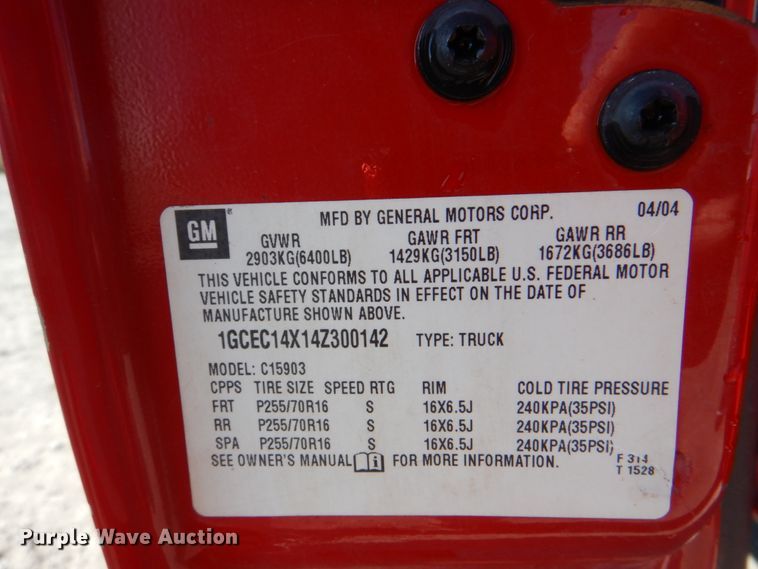 GM
MFD BY GENERAL MOTORS CORP. 04/04
GVWR GAWR FRT GAWR RR
2903KG(6400LB) 1429KG(3150LB) 1672KG(3686LB)
THIS VEHICLE CONFORMS TO ALL APPLICABLE U.S. FEDERAL MOTOR
VEHICLE SAFETY STANDARDS IN EFFECT ON THE DATE OF
MANUFACTURE SHOWN ABOVE.
1GCEC14X14Z300142 TYPE: TRUCK
MODEL: C15903
CPPS TIRE SIZE SPEED RTG RIM COLD TIRE PRESSURE
FRT P255/70R16 S 16X6.5J 240KPA(35PSI)
RR P255/70R16 S 16X6.5J 240KPA(35PSI)
SPA P255/70R16 S 16X6.5J 240KPA(35PSI)
SEE OWNER'S MANUAL FOR MORE INFORMATION.
F 314
T 1528
Purple Wave Auction